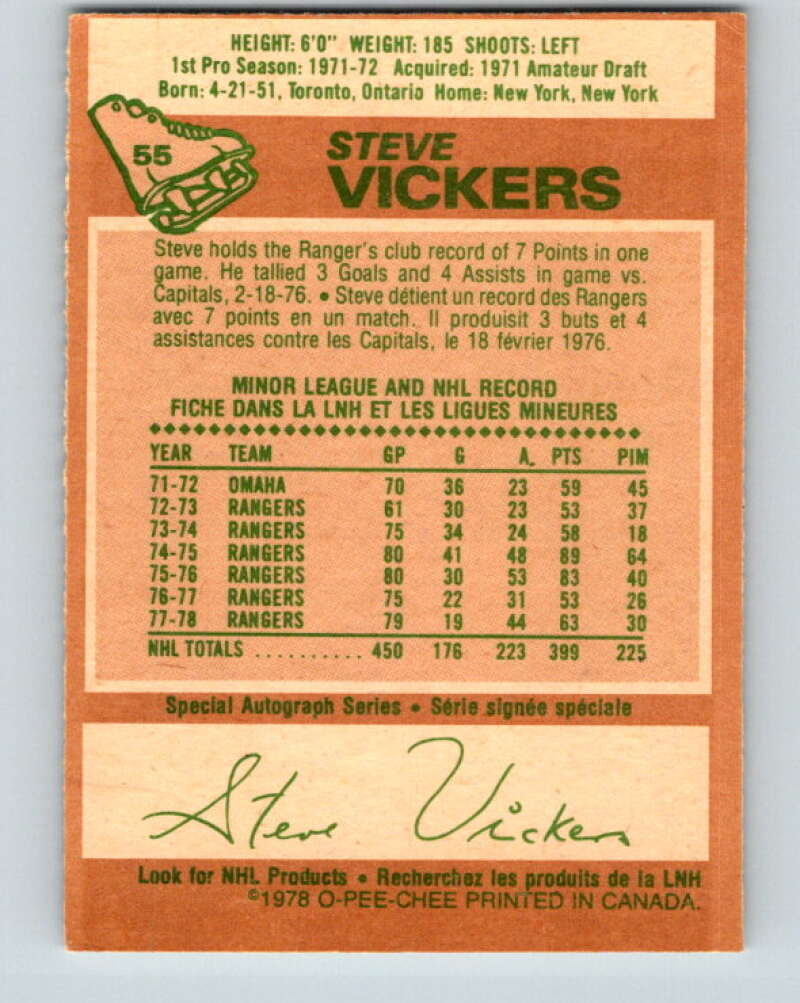 HEIGHT: 6'0" WEIGHT: 185 SHOOTS: LEFT
1st Pro Season: 1971-72 Acquired: 1971 Amateur Draft
Born: 4-21-51, Toronto, Ontario Home: New York, New York
55
STEVE
VICKERS
Steve holds the Ranger's club record of 7 Points in one
game. He tallied 3 Goals and 4 Assists in game vs.
Capitals, 2-18-76. • Steve détient un record des Rangers
avec 7 points en un match. Il produisit 3 buts et 4
assistances contre les Capitals, le 18 février 1976.
MINOR LEAGUE AND NHL RECORD
FICHE DANS LA LNH ET LES LIGUES MINEURES
YEAR TEAM GP G A. PTS PIM
71-72 OMAHA 70 36 23 59 45
72-73 RANGERS 61 30 23 53 37
73-74 RANGERS 75 34 24 58 18
74-75 RANGERS 80 41 48 89 64
75-76 RANGERS 80 30 53 83 40
76-77 RANGERS 75 22 31 53 26
77-78 RANGERS 79 19 44 63 30
NHL TOTALS .......... 450 176 223 399 225
Special Autograph Series • Série signée spéciale
Steve Vickers
Look for NHL Products • Recherchez les produits de la LNH
©1978 O-PEE-CHEE PRINTED IN CANADA.